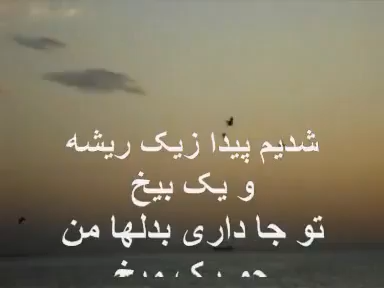 شدیم پیدا زیک ریشه
و یک بیخ
تو جا داری بدلها من